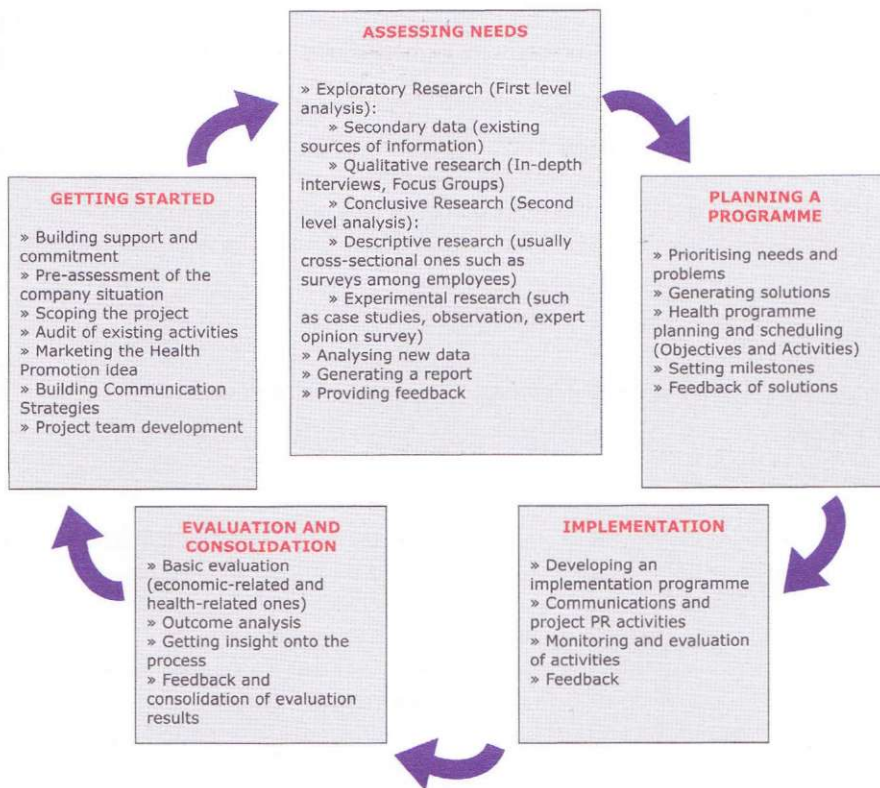 ASSESSING NEEDS
» Exploratory Research (First level
analysis):
» Secondary data (existing
sources of information)
» Qualitative research (In-depth
interviews, Focus Groups)
» Conclusive Research (Second
level analysis):
» Descriptive research (usually
cross-sectional ones such as
surveys among employees)
» Experimental research (such
as case studies, observation, expert
opinion survey)
» Analysing new data
» Generating a report
» Providing feedback
GETTING STARTED
» Building support and
commitment
» Pre-assessment of the
company situation
» Scoping the project
» Audit of existing activities
» Marketing the Health
Promotion idea
» Building Communication
Strategies
» Project team development
PLANNING A
PROGRAMME
» Prioritising needs and
problems
» Generating solutions
» Health programme
planning and scheduling
(Objectives and Activities)
» Setting milestones
» Feedback of solutions
EVALUATION AND
CONSOLIDATION
» Basic evaluation
(economic-related and
health-related ones)
» Outcome analysis
» Getting insight onto the
process
» Feedback and
consolidation of evaluation
results
IMPLEMENTATION
» Developing an
implementation programme
» Communications and
project PR activities
» Monitoring and evaluation
of activities
» Feedback